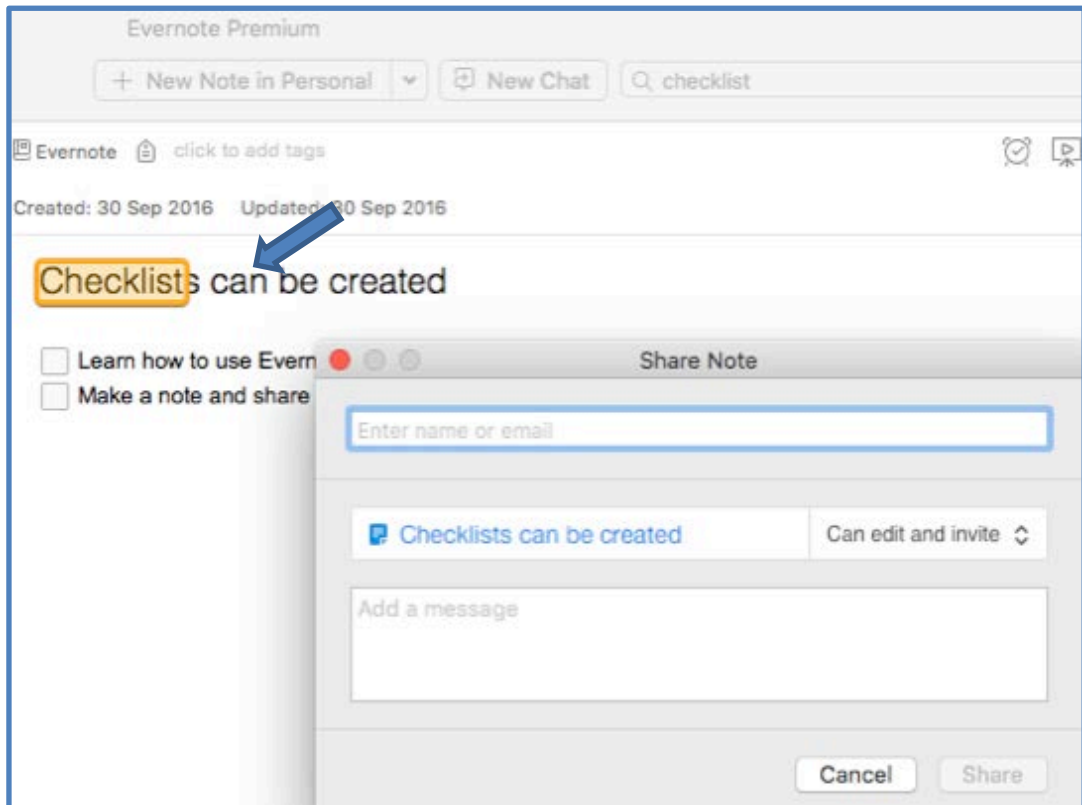 Evernote Premium
+ New Note in Personal
New Chat
checklist
Evernote
click to add tags
Created: 30 Sep 2016 Updated: 30 Sep 2016
Checklists can be created
Learn how to use Evern
Make a note and share
Share Note
Enter name or email
Checklists can be created
Can edit and invite
Add a message
Cancel
Share